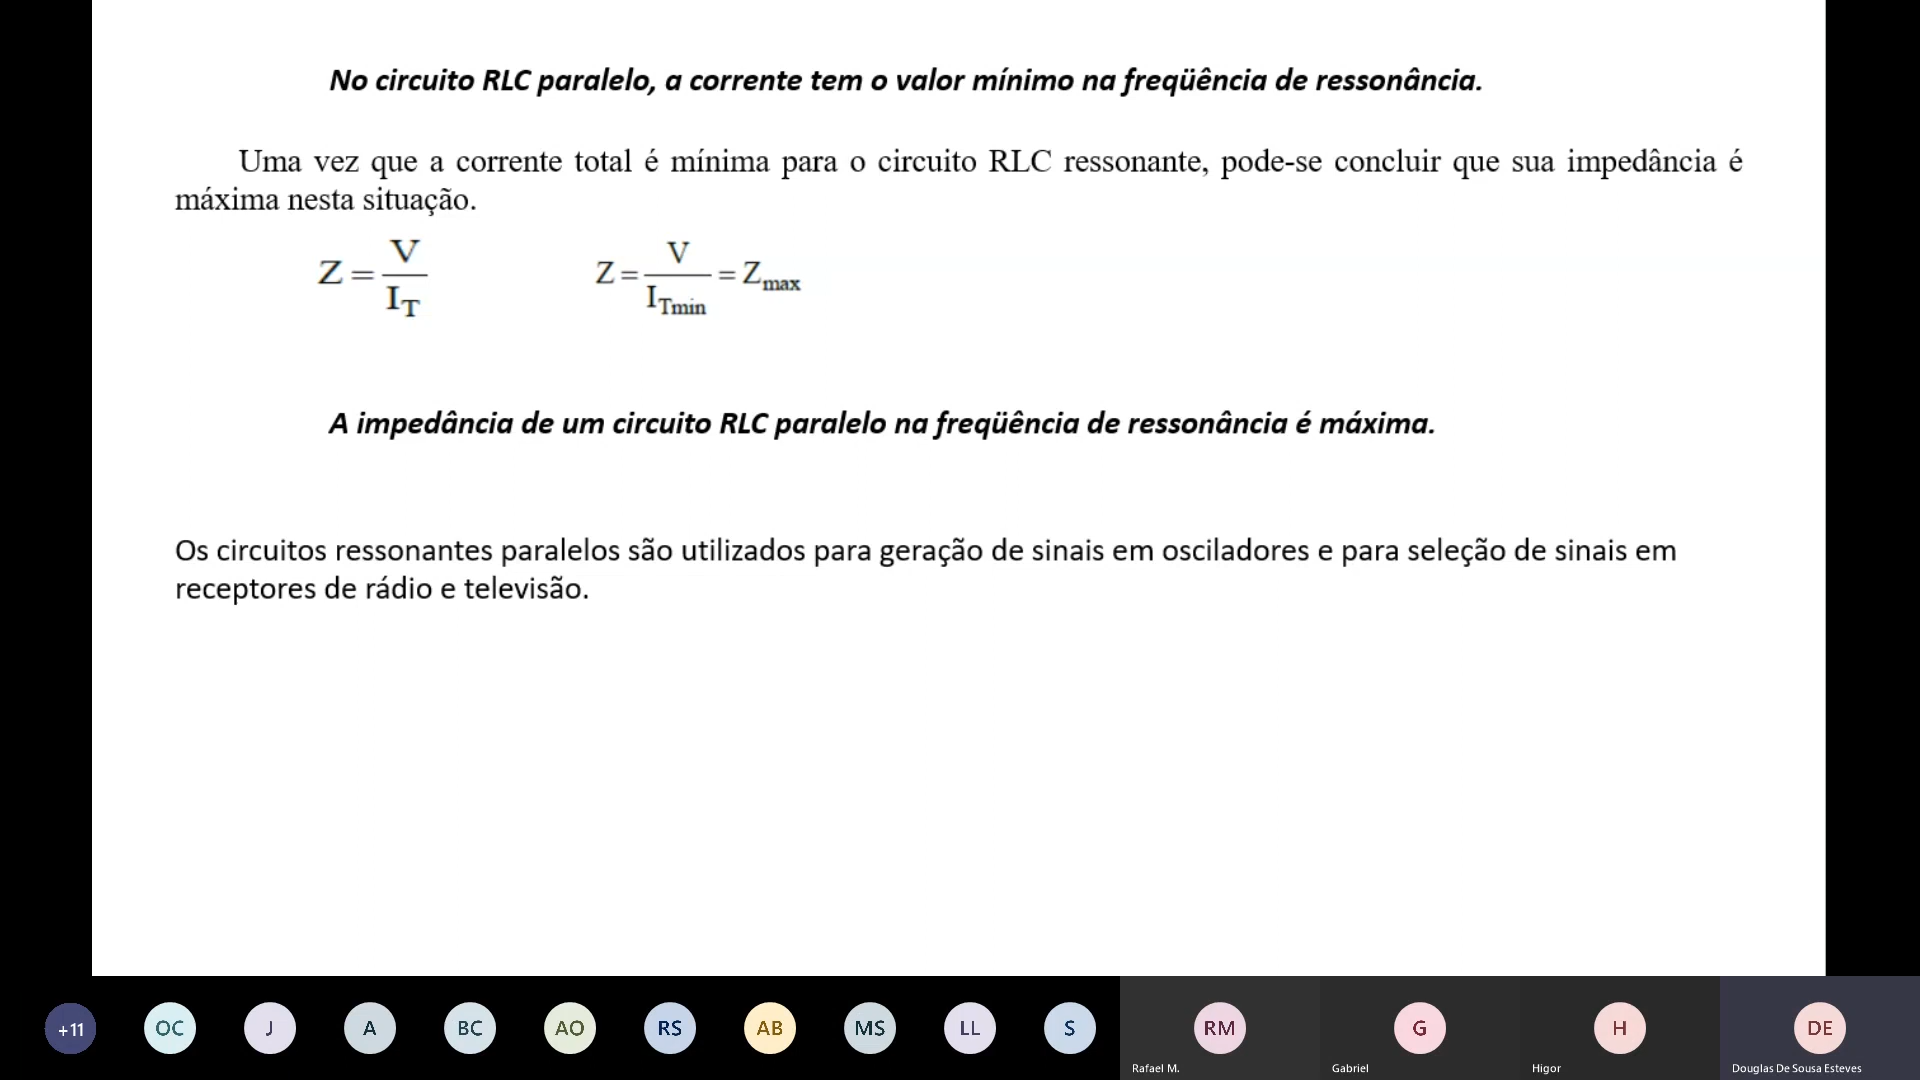 No circuito RLC paralelo, a corrente tem o valor mínimo na freqüência de ressonância.
Uma vez que a corrente total é mínima para o circuito RLC ressonante, pode-se concluir que sua impedância é
máxima nesta situação.
Z = V / I_T    Z = V / I_Tmin = Z_max
A impedância de um circuito RLC paralelo na freqüência de ressonância é máxima.
Os circuitos ressonantes paralelos são utilizados para geração de sinais em osciladores e para seleção de sinais em
receptores de rádio e televisão.
+11 OC J A BC AO RS AB MS LL S RM G H DE
Rafael M. Gabriel Higor Douglas De Sousa Esteves